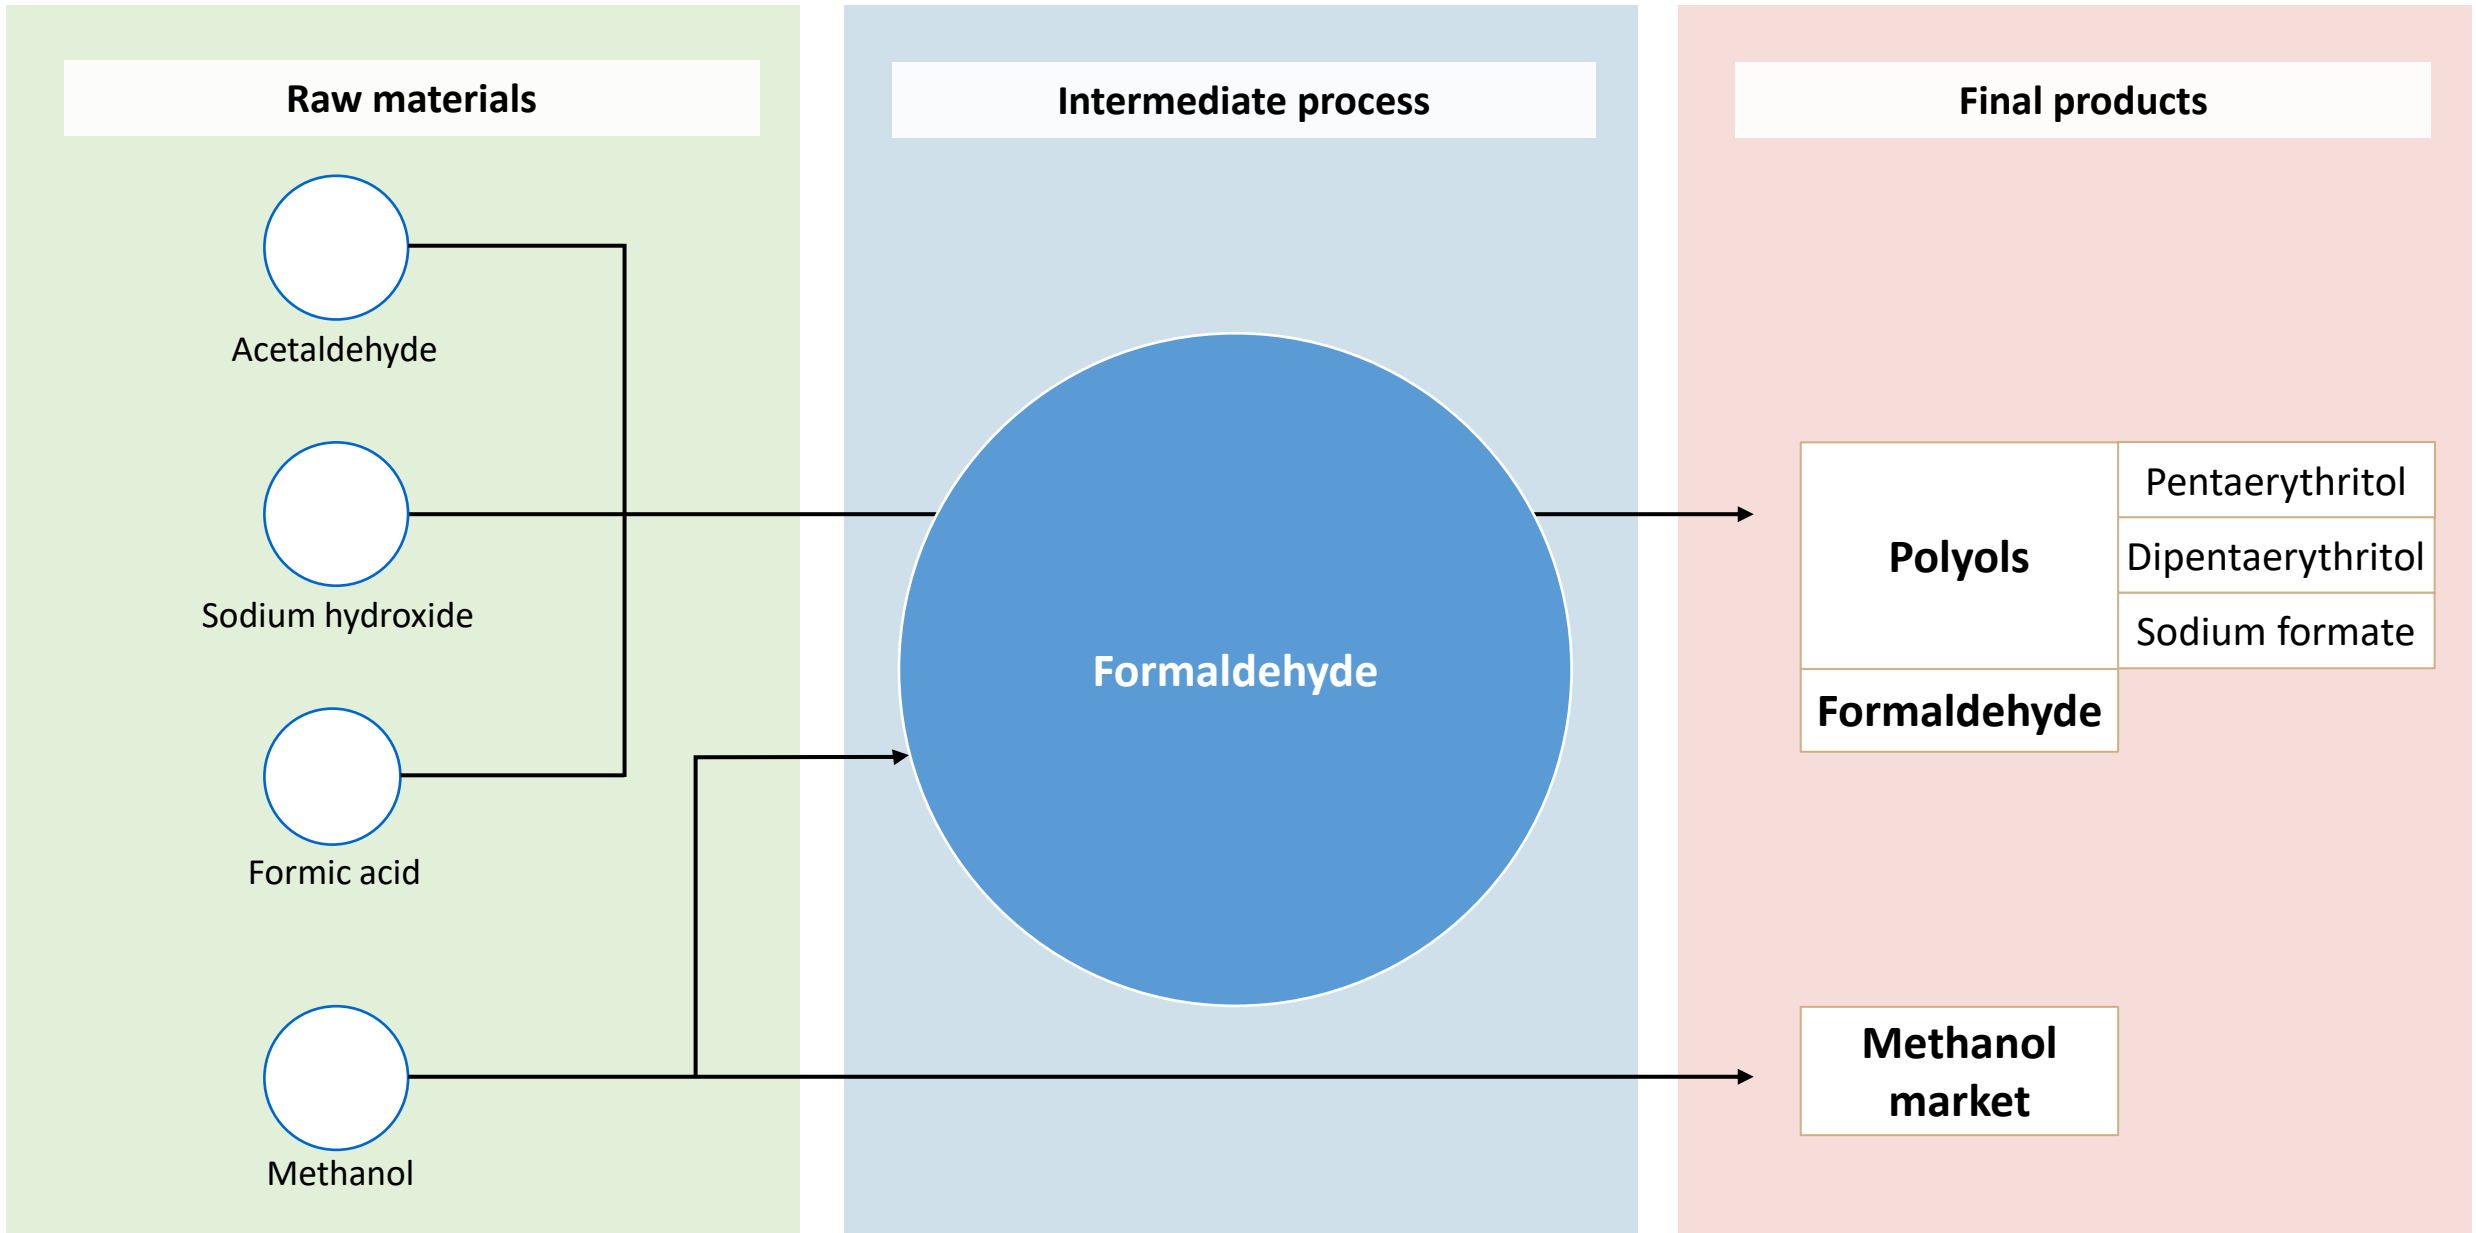 Raw materials
Acetaldehyde
Sodium hydroxide
Formic acid
Methanol
Intermediate process
Formaldehyde
Final products
Polyols
Pentaerythritol
Dipentaerythritol
Sodium formate
Formaldehyde
Methanol
market